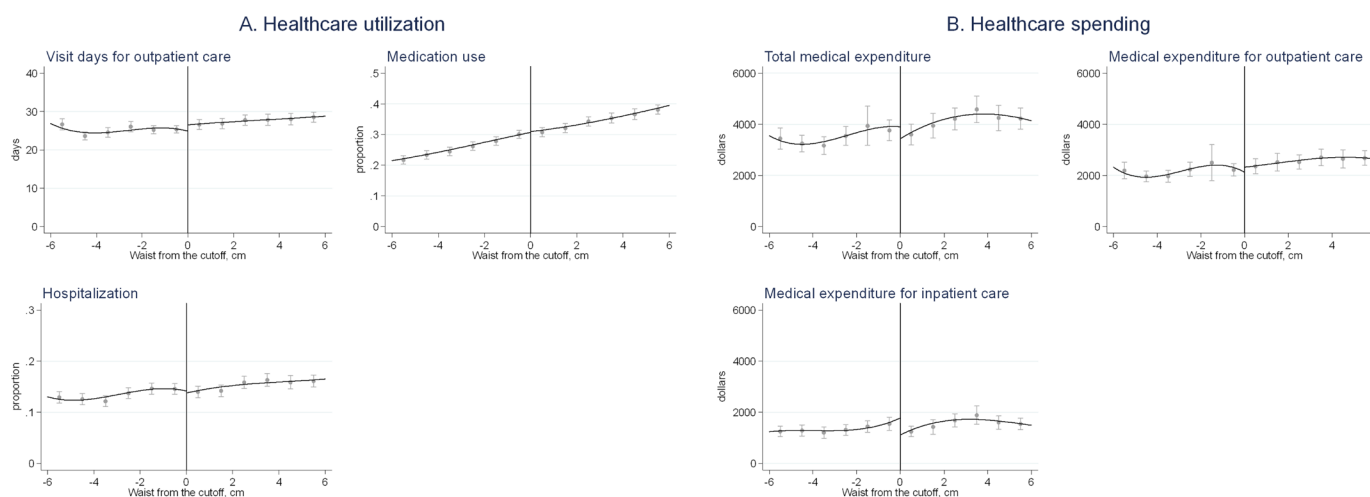 A. Healthcare utilization
Visit days for outpatient care
40
30
20
10
0
days
-6 -4 -2 0 2 4 6
Waist from the cutoff, cm
Medication use
.5
.4
.3
.2
.1
0
proportion
-6 -4 -2 0 2 4 6
Waist from the cutoff, cm
Hospitalization
.3
.2
.1
0
proportion
-6 -4 -2 0 2 4 6
Waist from the cutoff, cm
B. Healthcare spending
Total medical expenditure
6000
4000
2000
0
dollars
-6 -4 -2 0 2 4 6
Waist from the cutoff, cm
Medical expenditure for outpatient care
6000
4000
2000
0
dollars
-6 -4 -2 0 2 4
Waist from the cutoff, cm
Medical expenditure for inpatient care
6000
4000
2000
0
dollars
-6 -4 -2 0 2 4 6
Waist from the cutoff, cm